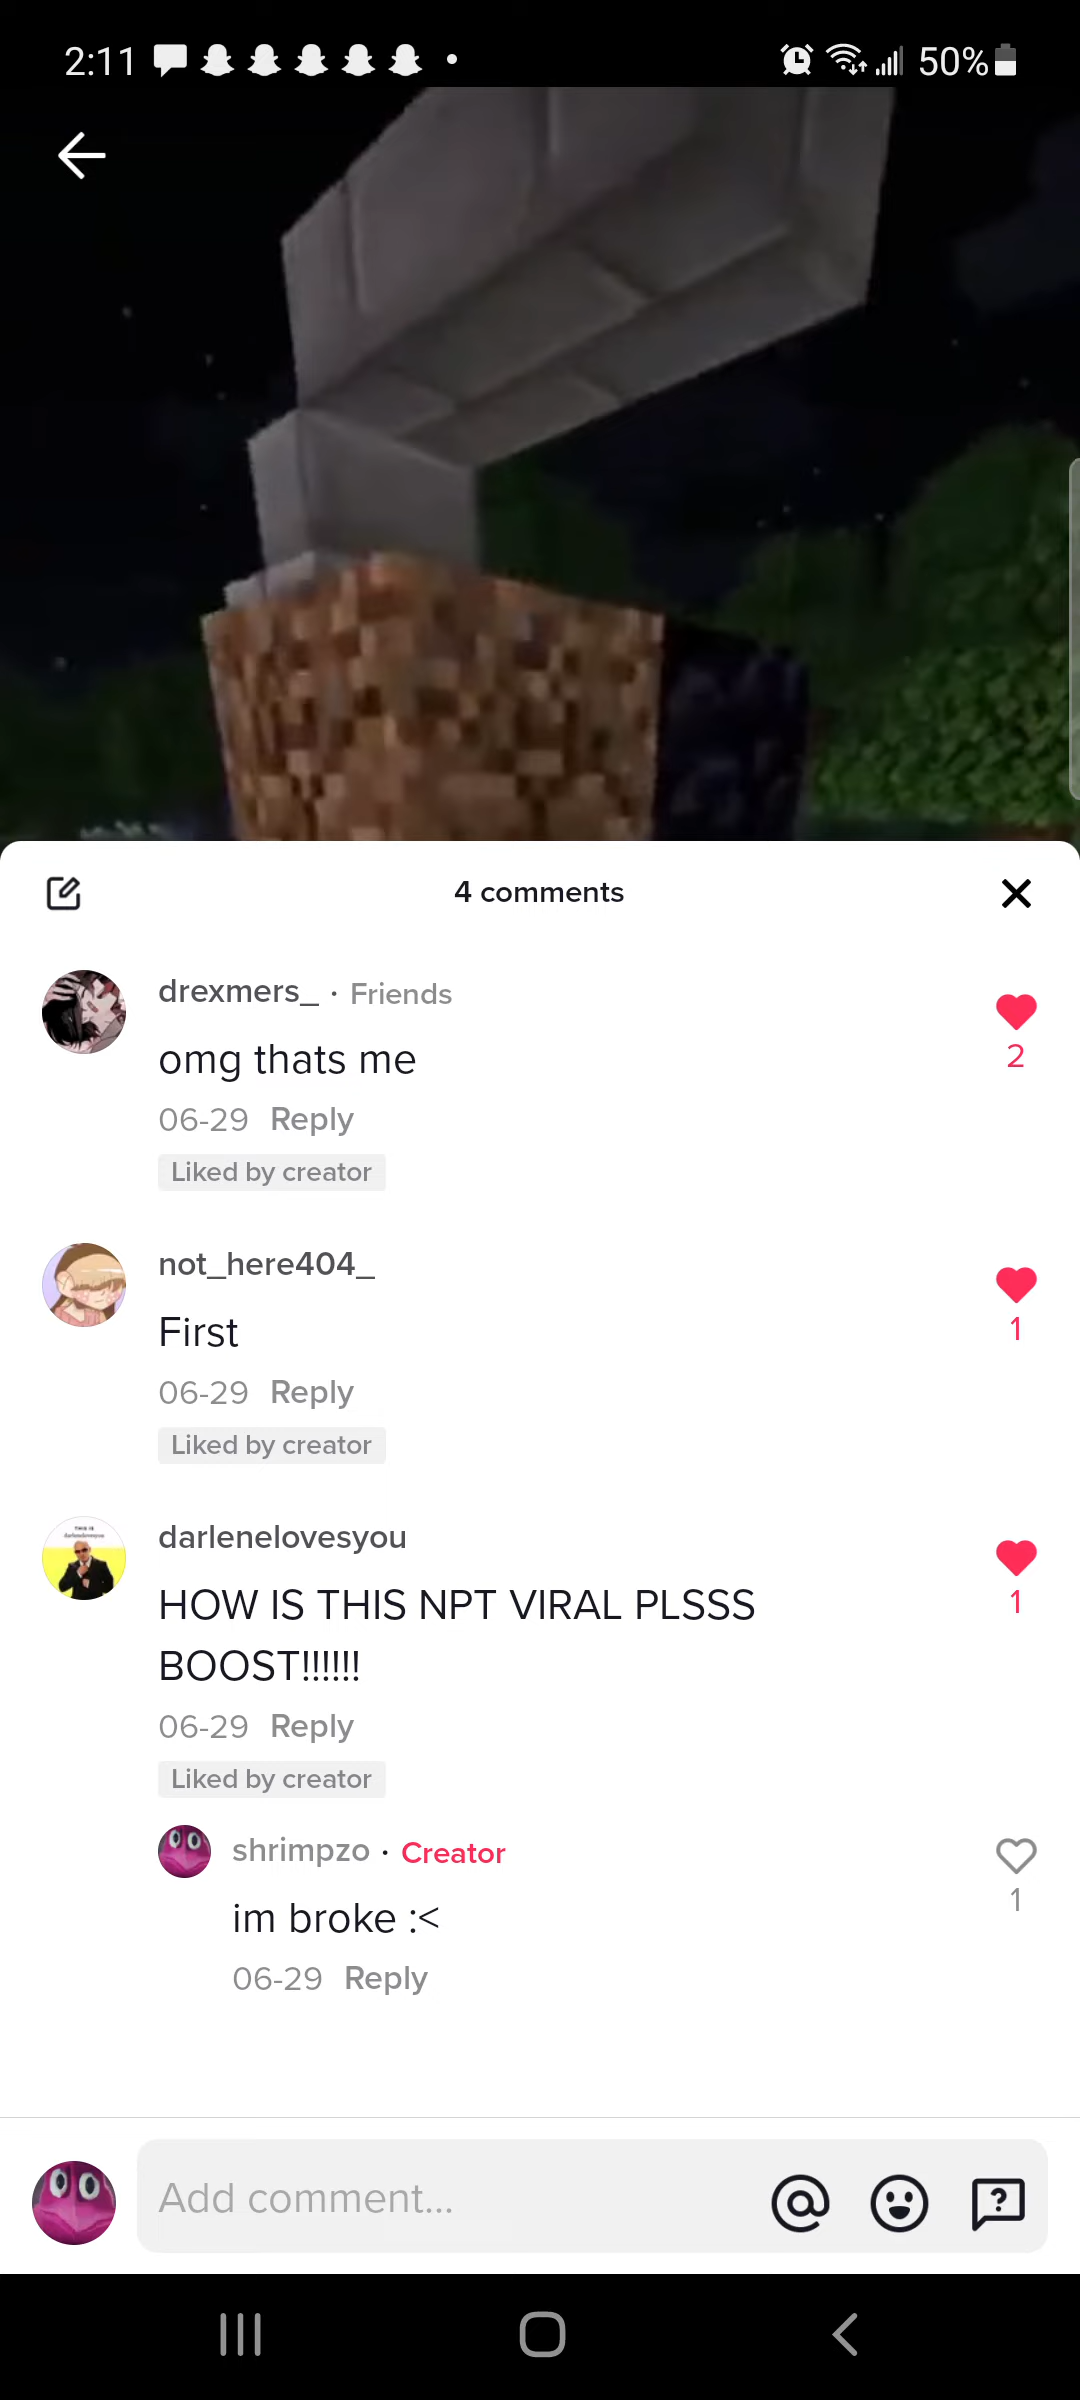 2:11 50%
4 comments
drexmers_ · Friends
omg thats me
2
06-29 Reply
Liked by creator
not_here404_
First
1
06-29 Reply
Liked by creator
THIS IS
darlenelovesyou
HOW IS THIS NPT VIRAL PLSSS
BOOST!!!!!!
1
06-29 Reply
Liked by creator
shrimpzo · Creator
im broke :<
1
06-29 Reply
Add comment...